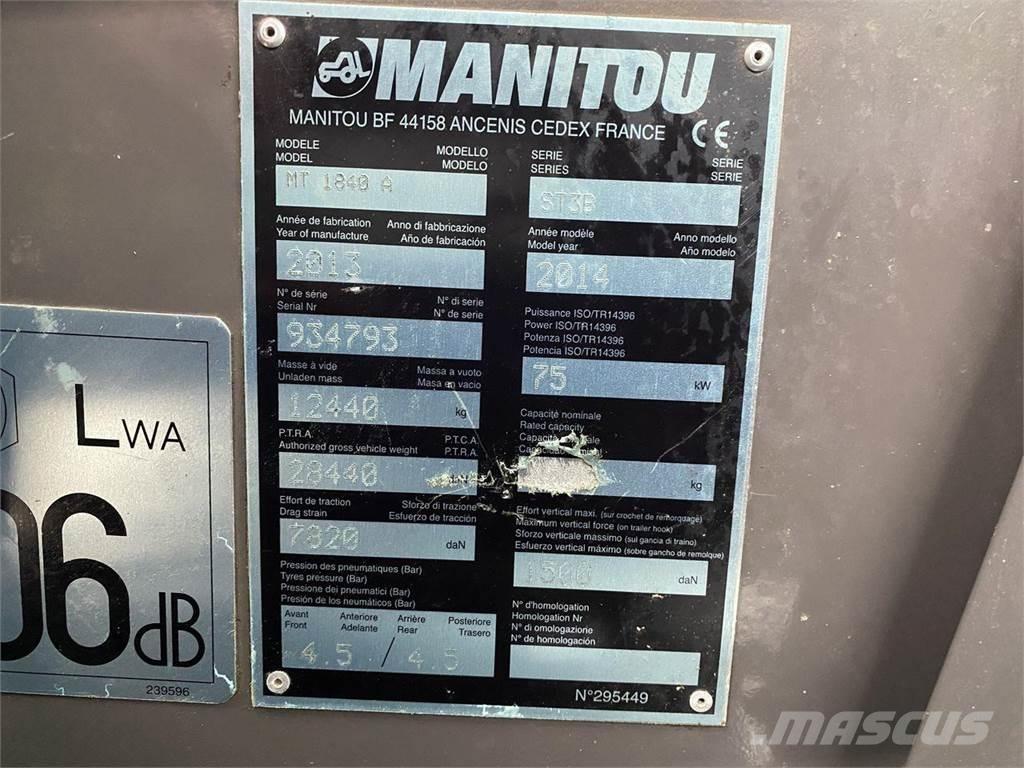 MANITOU
MANITOU BF 44158 ANCENIS CEDEX FRANCE CE
MODELE MODELLO
MODEL MODELO
MT 1840 A
SERIE SERIE
SERIES SERIE
ST3B
Année de fabrication Anno di fabbricazione
Year of manufacture Año de fabricación
2013
Année modèle Anno modello
Model year Año modelo
2014
N° de série N° di serie
Serial Nr N° de serie
934793
Puissance ISO/TR14396
Power ISO/TR14396
Potenza ISO/TR14396
Potencia ISO/TR14396
75 kW
Masse à vide Massa a vuoto
Unladen mass Masa en vacio
12440 kg
Capacité nominale
Rated capacity
kg
P.T.R.A. P.T.C.A.
Authorized gross vehicle weight P.T.R.A.
28440
Effort de traction Sforzo di trazione
Drag strain Esfuerzo de tracción
7820 daN
Effort vertical maxi. (sur crochet de remorquage)
Maximum vertical force (on trailer hook)
Sforzo verticale massimo (sul gancia di traino)
Esfuerzo vertical máximo (sobre gancho de remolque)
1500 daN
Pression des pneumatiques (Bar)
Tyres pressure (Bar)
Pressione dei pneumatici (Bar)
Presión de los neumáticos (Bar)
Avant Anteriore Arrière Posteriore
Front Adelante Rear Trasero
4.5 / 4.5
N° d'homologation
Homologation Nr
N° di omologazione
N° de homologación
N°295449
LWA
06 dB
239596
MASCUS